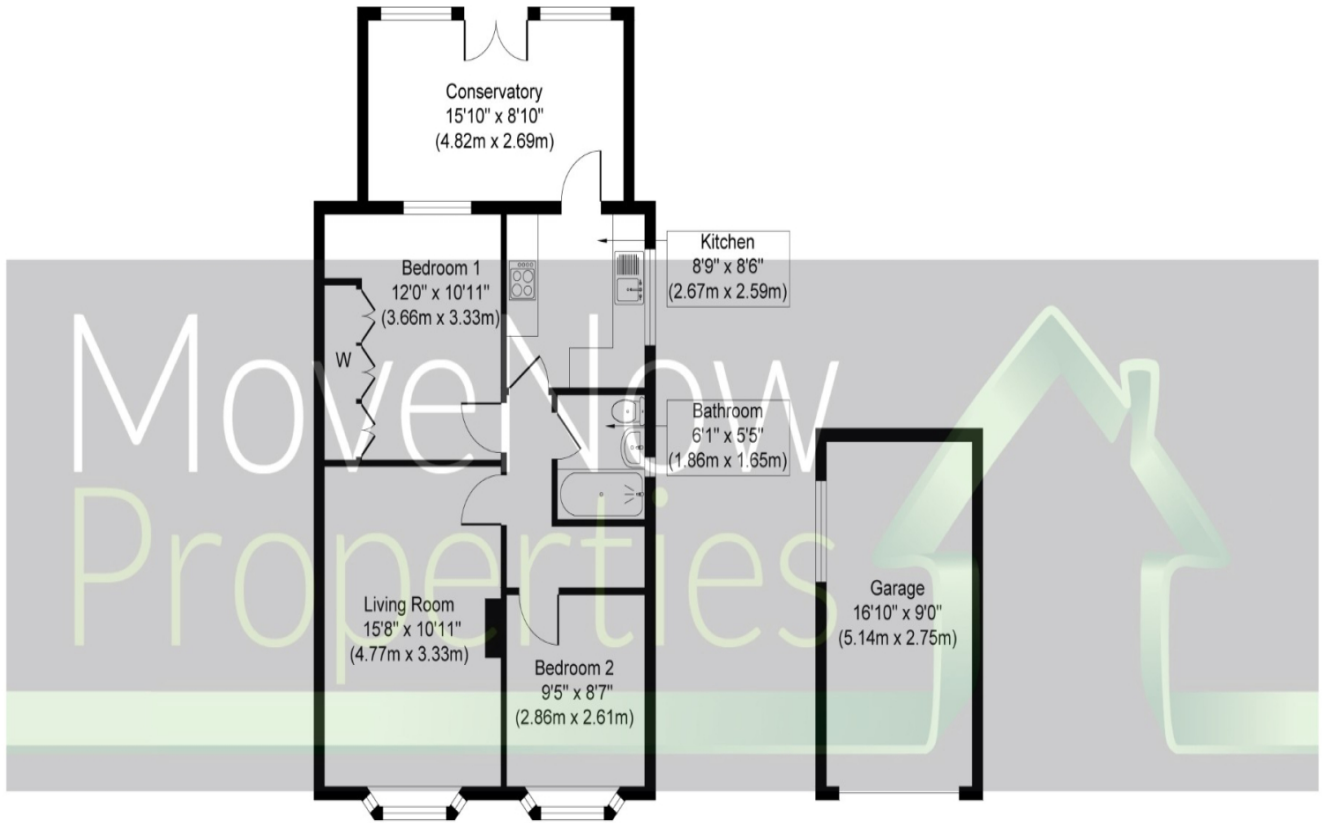 Conservatory
15'10" x 8'10"
(4.82m x 2.69m)
Kitchen
8'9" x 8'6"
(2.67m x 2.59m)
Bedroom 1
12'0" x 10'11"
(3.66m x 3.33m)
W
MoveNow
Properties
Bathroom
6'1" x 5'5"
(1.86m x 1.65m)
Living Room
15'8" x 10'11"
(4.77m x 3.33m)
Bedroom 2
9'5" x 8'7"
(2.86m x 2.61m)
Garage
16'10" x 9'0"
(5.14m x 2.75m)